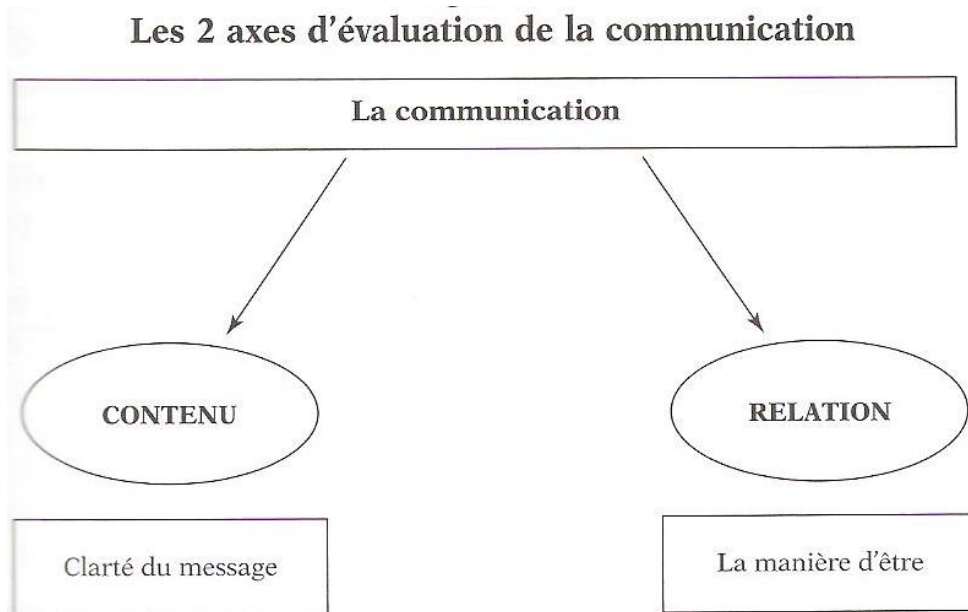 Les 2 axes d'évaluation de la communication
La communication
CONTENU
RELATION
Clarté du message
La manière d'être